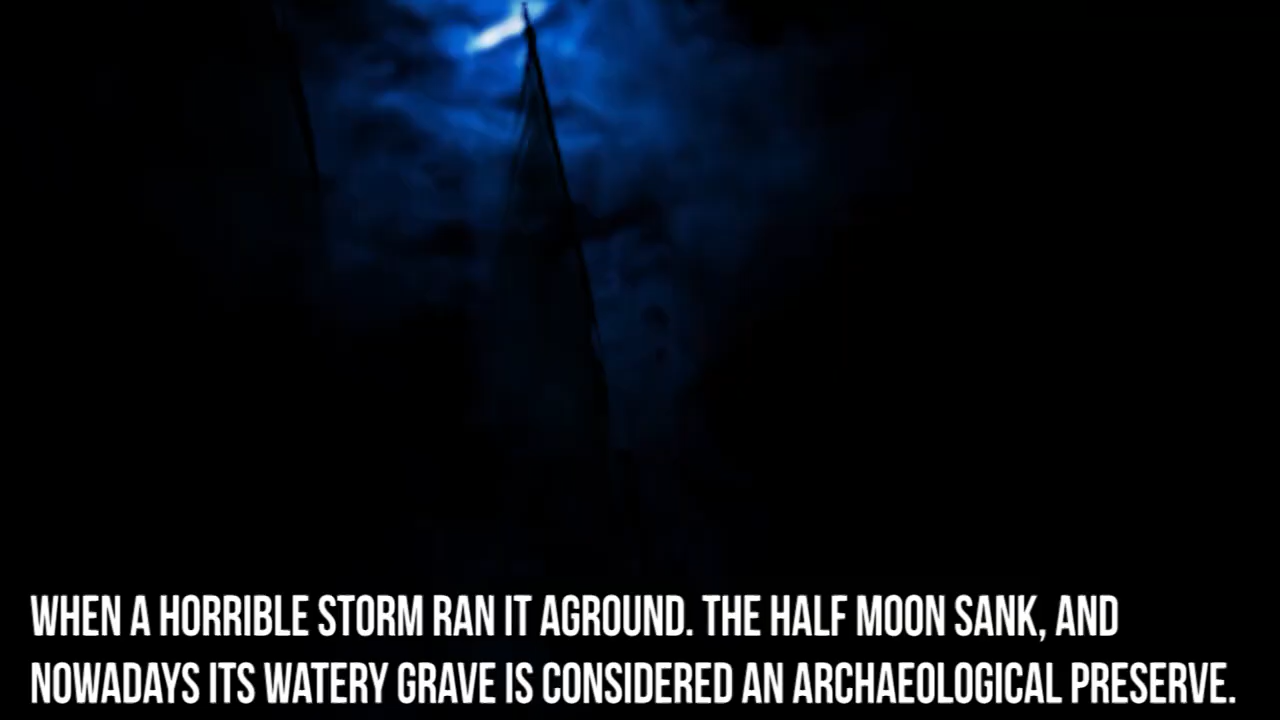 WHEN A HORRIBLE STORM RAN IT AGROUND. THE HALF MOON SANK, AND
NOWADAYS ITS WATERY GRAVE IS CONSIDERED AN ARCHAEOLOGICAL PRESERVE.